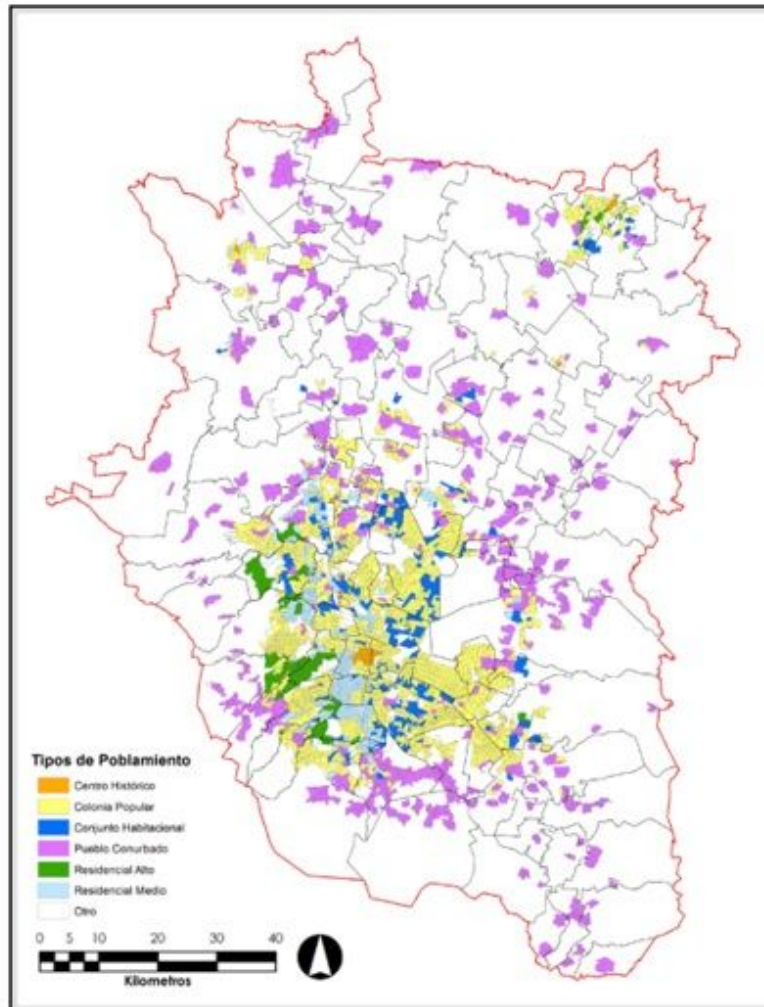 Tipos de Poblamiento
Centro Histórico
Colonia Popular
Conjunto Habitacional
Pueblo Conurbado
Residencial Alto
Residencial Medio
Otro
0 5 10 20 30 40
Kilometros